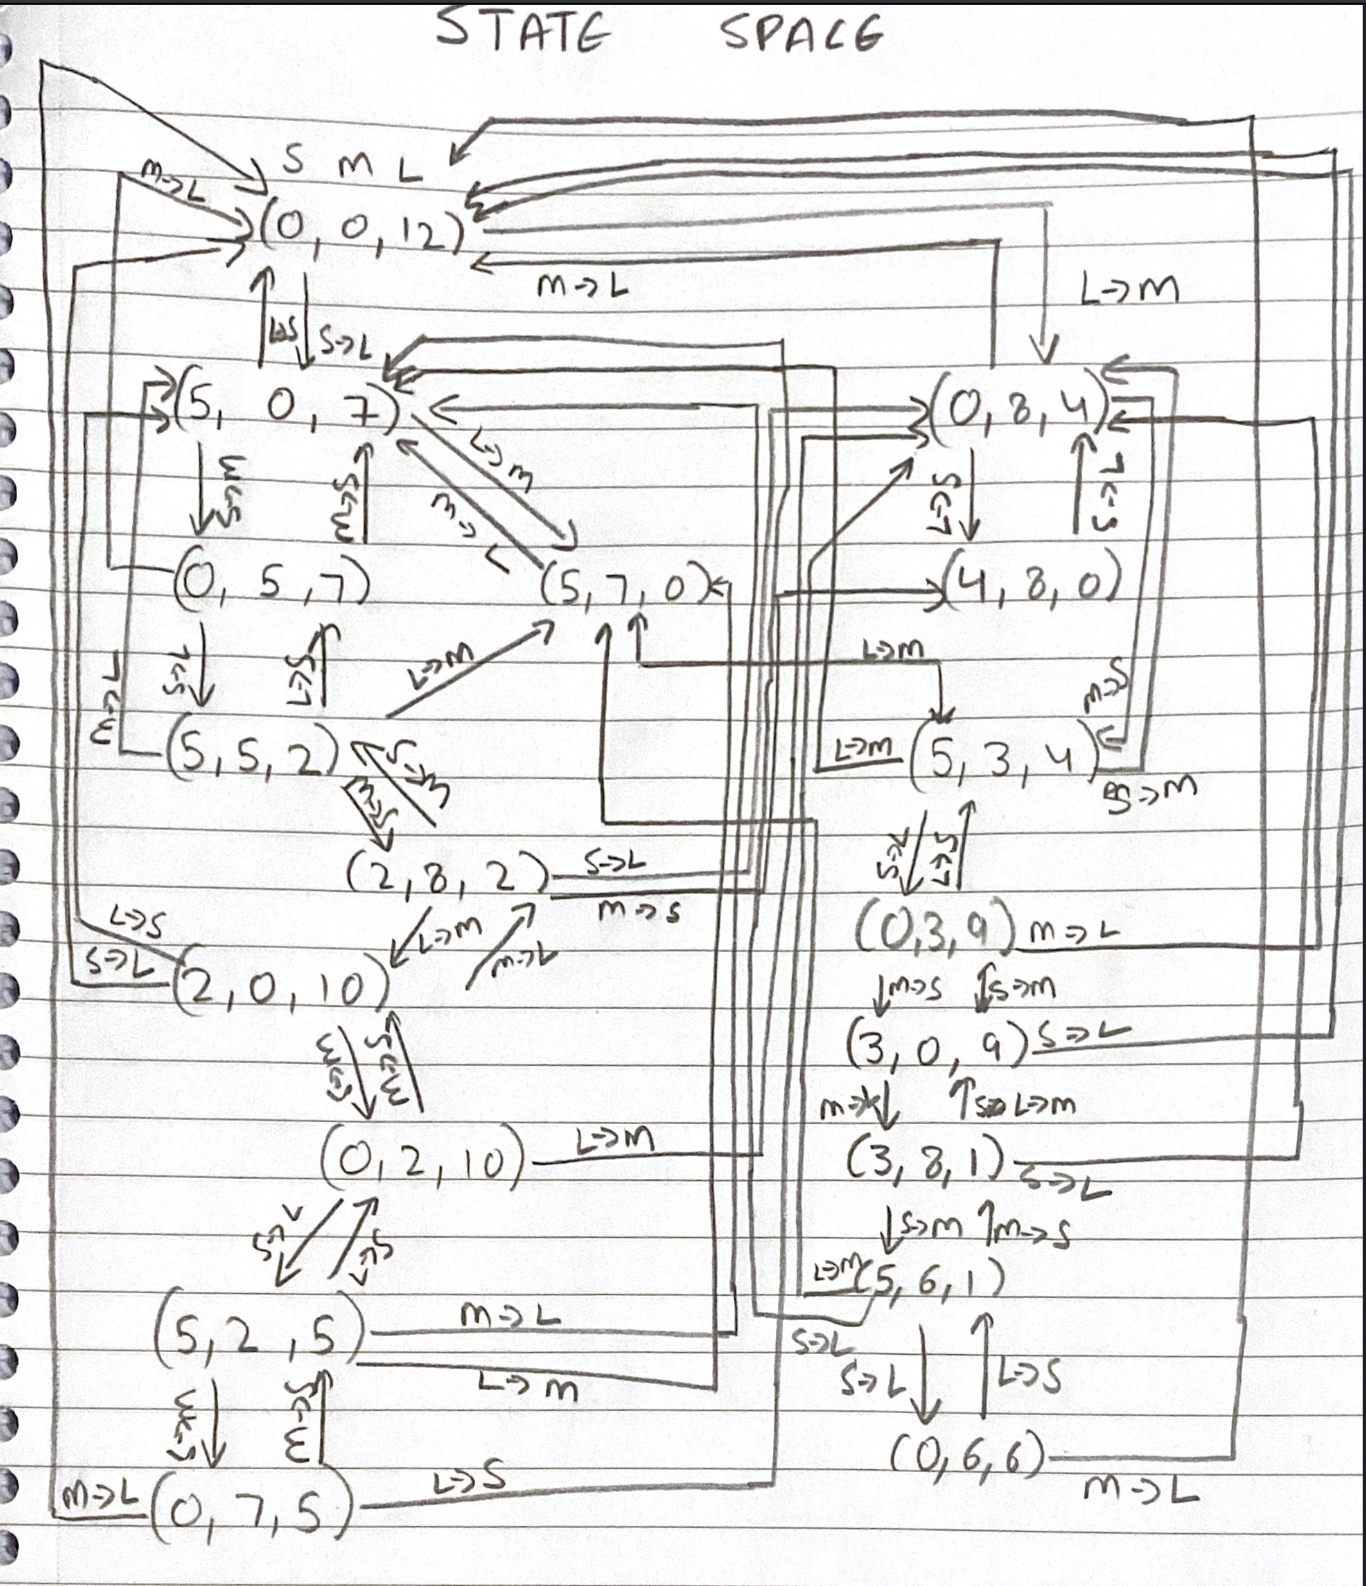 STATE SPACE
S M L
m->L
(0, 0, 12)
m->L
L->m
L->S
S->L
(5, 0, 7)
(0, 8, 4)
L->m
S->m
m->S
m->L
L->S
S->L
(0, 5, 7)
(5, 7, 0)
(4, 8, 0)
L->m
L->S
L->m
m->S
m->L
(5, 5, 2)
S->m
L->m
(5, 3, 4)
m->S
S->m
S->L
L->S
(2, 8, 2)
S->L
m->S
L->S
L->m
(0,3,9)
m->L
S->L
m->L
(2, 0, 10)
m->S
S->m
S->m
m->S
(3, 0, 9)
S->L
L->m
L->m
(0, 2, 10)
(3, 8, 1)
S->L
S->m
m->S
L->m
(5, 6, 1)
(5, 2, 5)
m->L
S->L
L->m
S->L
L->S
S->m
(0, 6, 6)
L->S
m->L
m->L
(0, 7, 5)